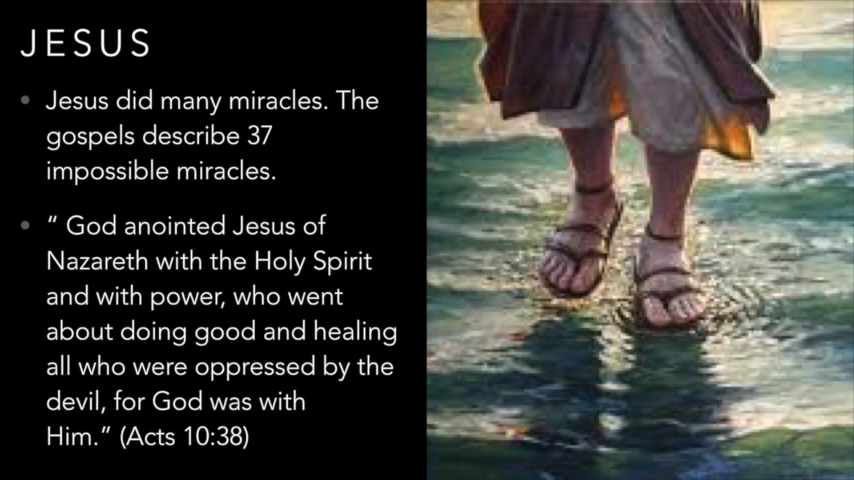 JESUS
• Jesus did many miracles. The
gospels describe 37
impossible miracles.
• “ God anointed Jesus of
Nazareth with the Holy Spirit
and with power, who went
about doing good and healing
all who were oppressed by the
devil, for God was with
Him.” (Acts 10:38)